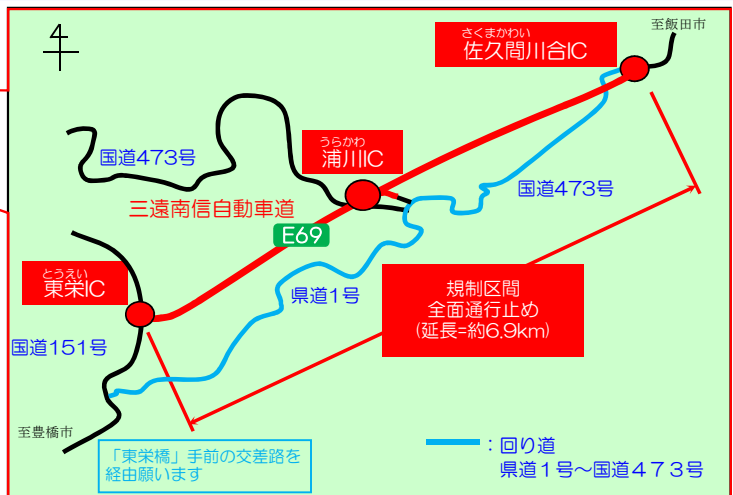 4
至飯田市
さくまかわい
佐久間川合IC
うらかわ
浦川IC
国道473号
国道473号
三遠南信自動車道
E69
とうえい
東栄IC
県道1号
規制区間
全面通行止め
(延長=約6.9km)
国道151号
至豊橋市
「東栄橋」手前の交差路を
経由願います
:回り道
県道1号～国道473号